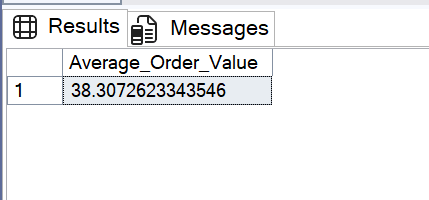 Results Messages
Average_Order_Value
1 38.3072623343546